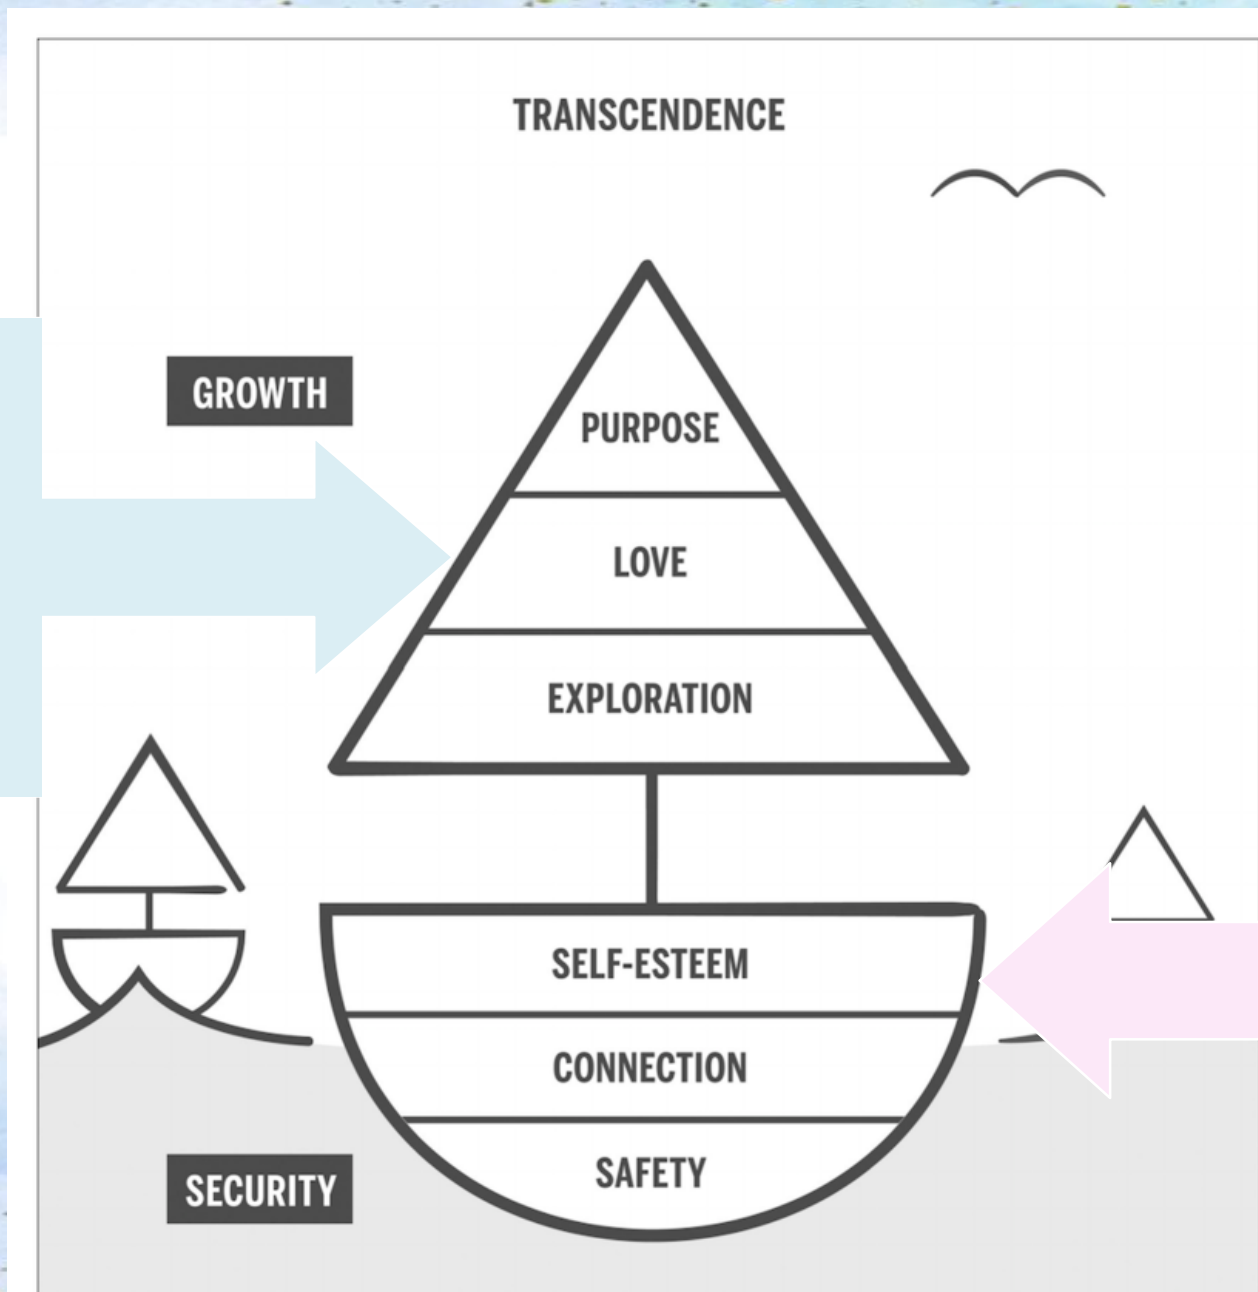 TRANSCENDENCE
GROWTH
PURPOSE
LOVE
EXPLORATION
SELF-ESTEEM
CONNECTION
SAFETY
SECURITY